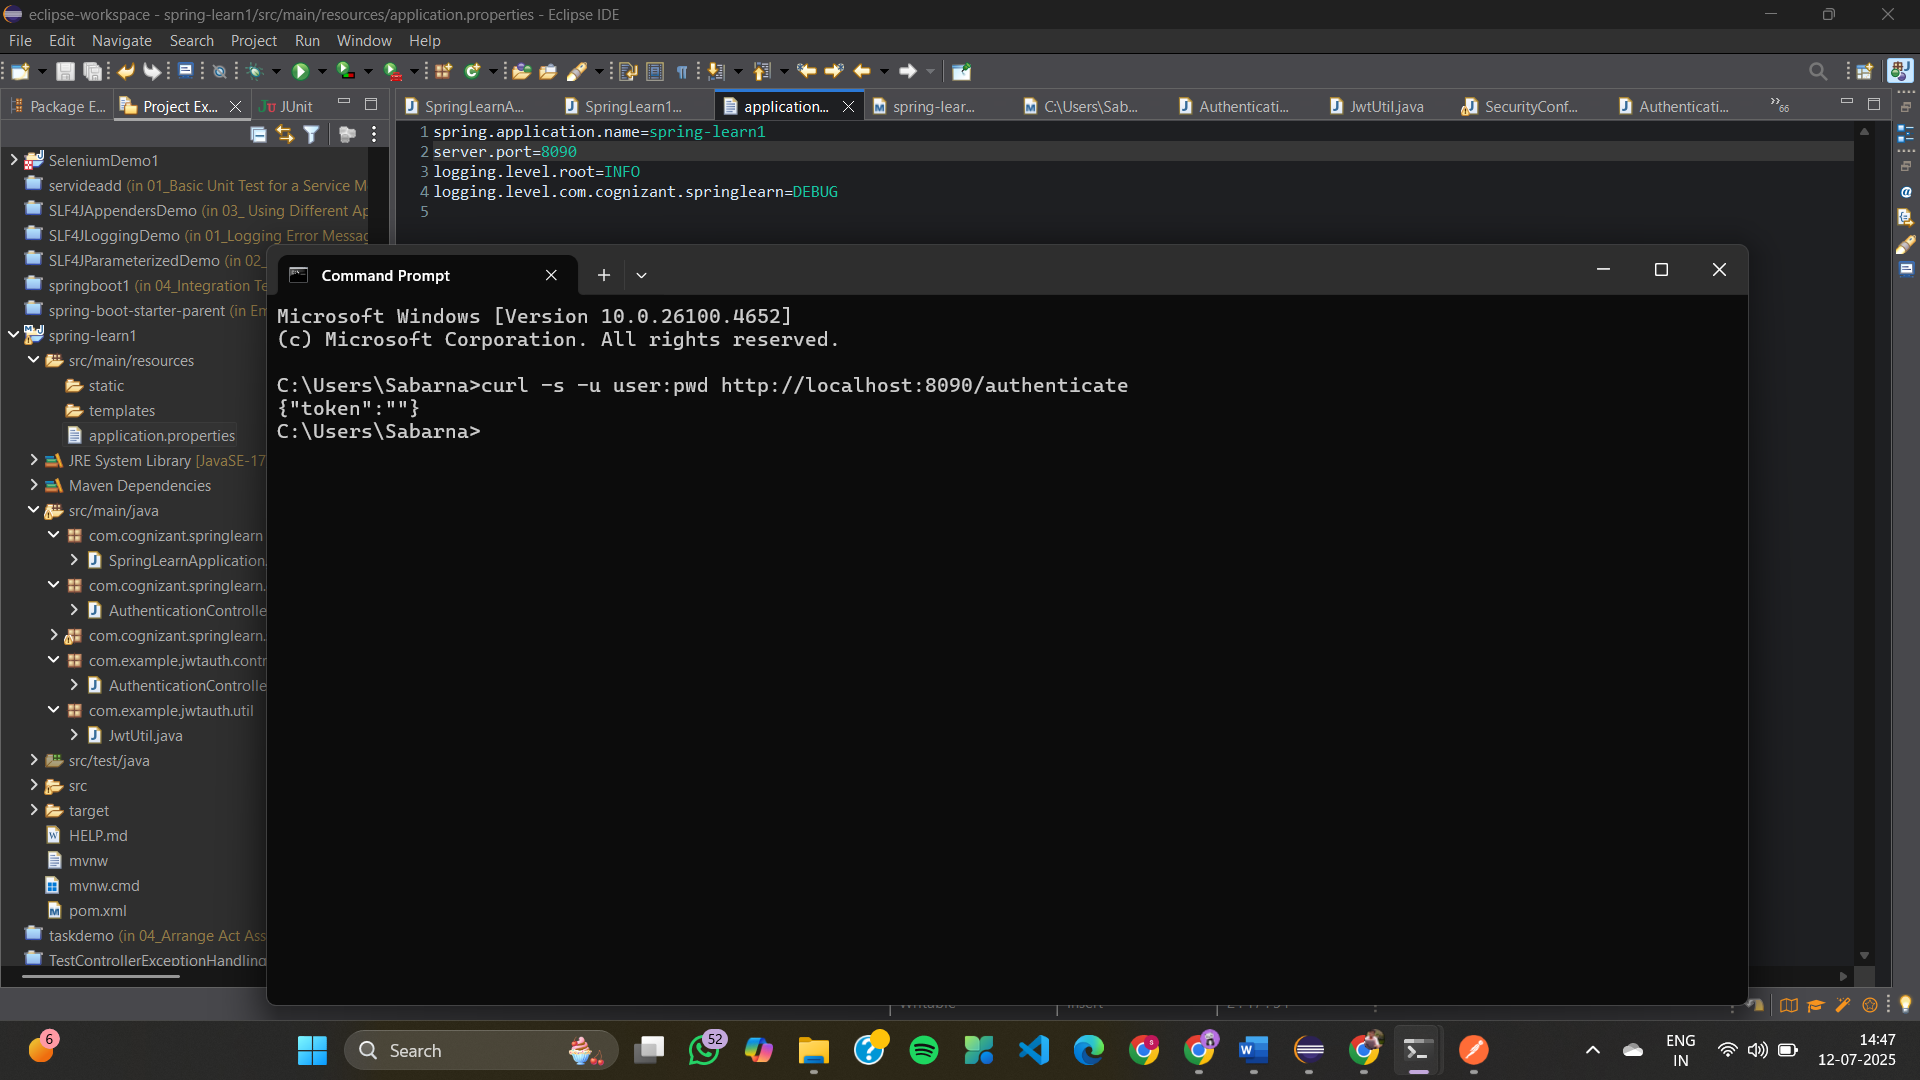 eclipse-workspace - spring-learn1/src/main/resources/application.properties - Eclipse IDE
File Edit Navigate Search Project Run Window Help
Package E... Project Ex... JUnit
SpringLearnA... SpringLearn1... application... spring-lear... C:\Users\Sab... Authenticati... JwtUtil.java SecurityConf... Authenticati... 66
1 spring.application.name=spring-learn1
2 server.port=8090
3 logging.level.root=INFO
4 logging.level.com.cognizant.springlearn=DEBUG
5
SeleniumDemo1
servideadd (in 01_Basic Unit Test for a Service M
SLF4JAppendersDemo (in 03_ Using Different Ap
SLF4JLoggingDemo (in 01_Logging Error Messag
SLF4JParameterizedDemo (in 02_
springboot1 (in 04_Integration Te
spring-boot-starter-parent (in Em
spring-learn1
src/main/resources
static
templates
application.properties
JRE System Library [JavaSE-17
Maven Dependencies
src/main/java
com.cognizant.springlearn
SpringLearnApplication.
com.cognizant.springlearn.
AuthenticationControlle
com.cognizant.springlearn.
com.example.jwtauth.contr
AuthenticationControlle
com.example.jwtauth.util
JwtUtil.java
src/test/java
src
target
HELP.md
mvnw
mvnw.cmd
pom.xml
taskdemo (in 04_Arrange Act Ass
TestControllerExceptionHandling
Command Prompt
Microsoft Windows [Version 10.0.26100.4652]
(c) Microsoft Corporation. All rights reserved.
C:\Users\Sabarna>curl -s -u user:pwd http://localhost:8090/authenticate
{"token":""}
C:\Users\Sabarna>
6
Search
52
ENG
IN
14:47
12-07-2025